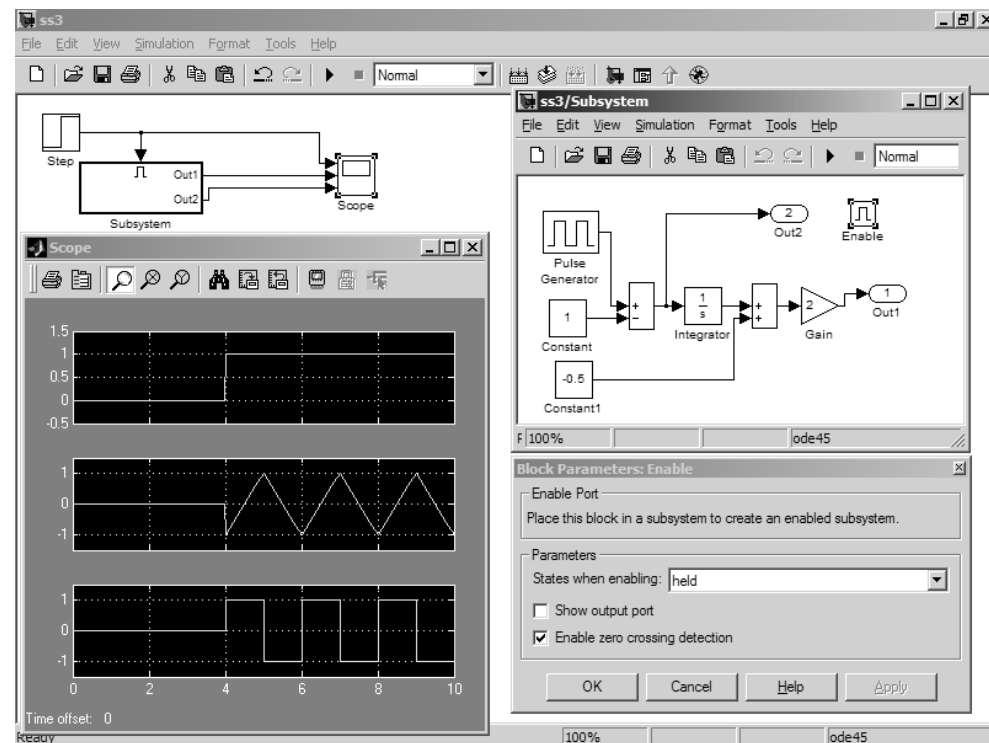 ss3
File Edit View Simulation Format Tools Help
Normal
Step
Out1
Out2
Subsystem
Scope
Scope
1.5
1
0.5
0
-0.5
1
0
-1
1
0
-1
0 2 4 6 8 10
Time offset: 0
ss3/Subsystem
File Edit View Simulation Format Tools Help
Normal
Pulse
Generator
1
Constant
-0.5
Constant1
+
−
1
s
Integrator
+
+
2
Gain
2
Out2
Enable
1
Out1
F 100% ode45
Block Parameters: Enable
Enable Port
Place this block in a subsystem to create an enabled subsystem.
Parameters
States when enabling: held
Show output port
Enable zero crossing detection
OK Cancel Help Apply
Ready 100% ode45